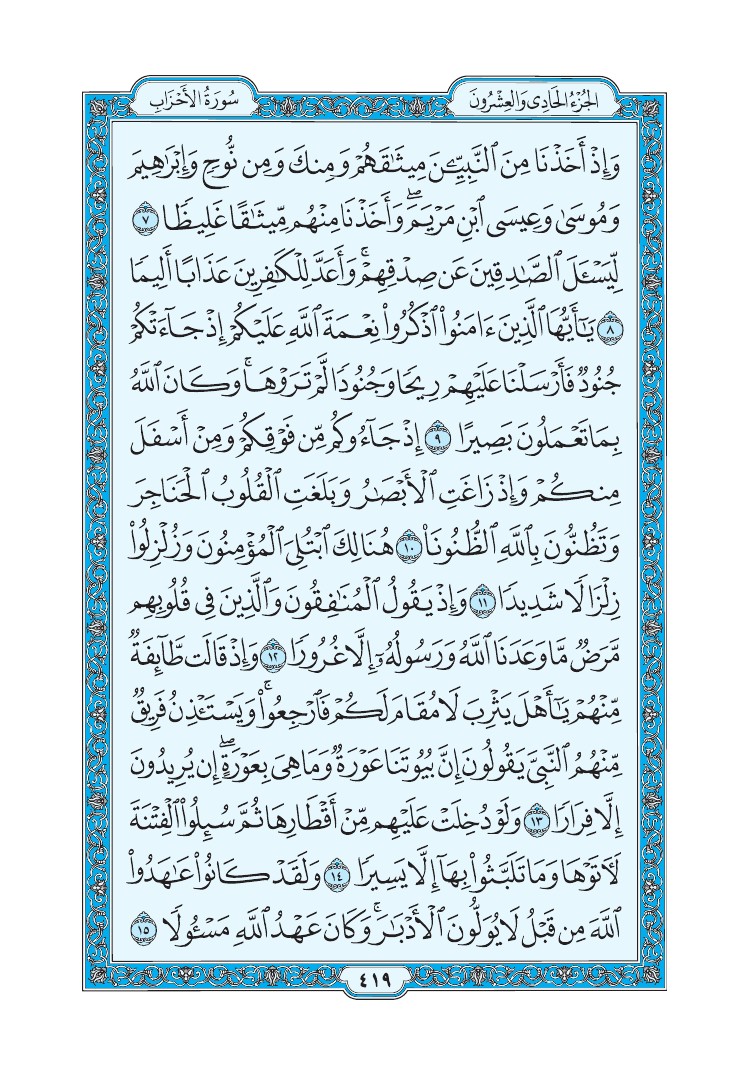 الجُزْءُ الحَادِي وَالعِشْرُونَ
سُورَةُ الأَحْزَابِ
وَإِذْ أَخَذْنَا مِنَ ٱلنَّبِيِّـۧنَ مِيثَـٰقَهُمْ وَمِنكَ وَمِن نُّوحٍ وَإِبْرَٰهِيمَ
وَمُوسَىٰ وَعِيسَى ٱبْنِ مَرْيَمَۖ وَأَخَذْنَا مِنْهُم مِّيثَـٰقًا غَلِيظًا ٧
لِّيَسْـَٔلَ ٱلصَّـٰدِقِينَ عَن صِدْقِهِمْۚ وَأَعَدَّ لِلْكَـٰفِرِينَ عَذَابًا أَلِيمًا
٨ يَـٰٓأَيُّهَا ٱلَّذِينَ ءَامَنُوا۟ ٱذْكُرُوا۟ نِعْمَةَ ٱللَّهِ عَلَيْكُمْ إِذْ جَآءَتْكُمْ
جُنُودٌ فَأَرْسَلْنَا عَلَيْهِمْ رِيحًا وَجُنُودًا لَّمْ تَرَوْهَاۚ وَكَانَ ٱللَّهُ
بِمَا تَعْمَلُونَ بَصِيرًا ٩ إِذْ جَآءُوكُم مِّن فَوْقِكُمْ وَمِنْ أَسْفَلَ
مِنكُمْ وَإِذْ زَاغَتِ ٱلْأَبْصَـٰرُ وَبَلَغَتِ ٱلْقُلُوبُ ٱلْحَنَاجِرَ
وَتَظُنُّونَ بِٱللَّهِ ٱلظُّنُونَا۠ ١٠ هُنَالِكَ ٱبْتُلِىَ ٱلْمُؤْمِنُونَ وَزُلْزِلُوا۟
زِلْزَالًا شَدِيدًا ١١ وَإِذْ يَقُولُ ٱلْمُنَـٰفِقُونَ وَٱلَّذِينَ فِى قُلُوبِهِم
مَّرَضٌ مَّا وَعَدَنَا ٱللَّهُ وَرَسُولُهُۥٓ إِلَّا غُرُورًا ١٢ وَإِذْ قَالَت طَّآئِفَةٌ
مِّنْهُمْ يَـٰٓأَهْلَ يَثْرِبَ لَا مُقَامَ لَكُمْ فَٱرْجِعُوا۟ۚ وَيَسْتَـْٔذِنُ فَرِيقٌ
مِّنْهُمُ ٱلنَّبِىَّ يَقُولُونَ إِنَّ بُيُوتَنَا عَوْرَةٌ وَمَا هِىَ بِعَوْرَةٍۖ إِن يُرِيدُونَ
إِلَّا فِرَارًا ١٣ وَلَوْ دُخِلَتْ عَلَيْهِم مِّنْ أَقْطَارِهَا ثُمَّ سُئِلُوا۟ ٱلْفِتْنَةَ
لَـَٔاتَوْهَا وَمَا تَلَبَّثُوا۟ بِهَآ إِلَّا يَسِيرًا ١٤ وَلَقَدْ كَانُوا۟ عَـٰهَدُوا۟
ٱللَّهَ مِن قَبْلُ لَا يُوَلُّونَ ٱلْأَدْبَـٰرَۚ وَكَانَ عَهْدُ ٱللَّهِ مَسْـُٔولًا ١٥
٤١٩